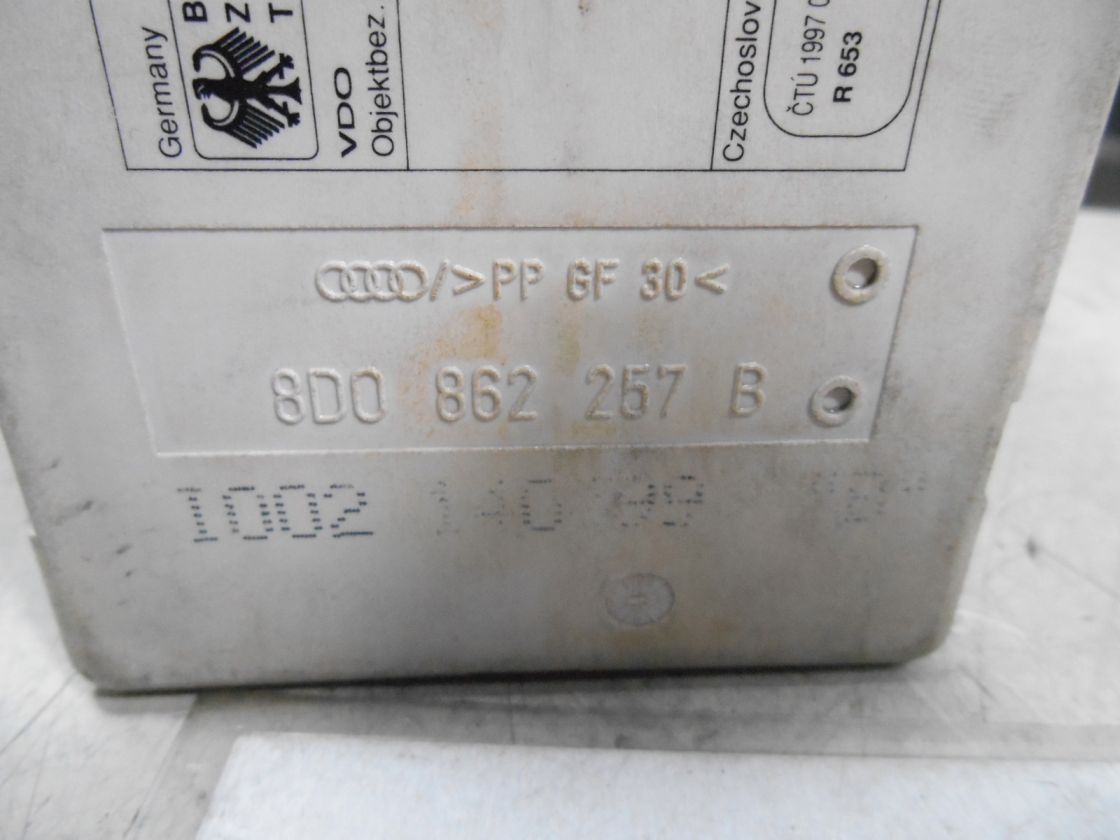 Germany
B
Z
T
VDO
Objektbez.
Czechoslov
ČTÚ 1997
R 653
/>PP GF 30<
8D0 862 257 B
1002